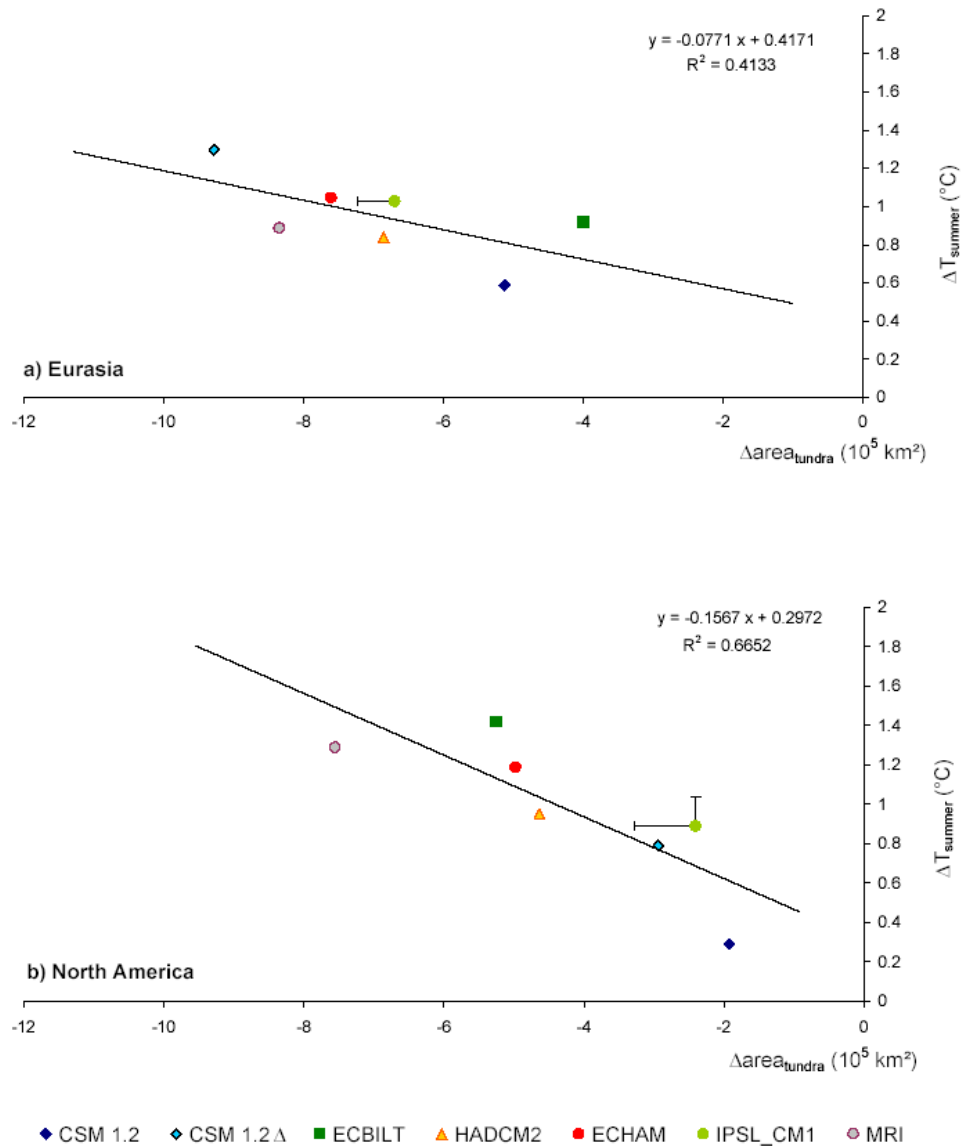 2
y = -0.0771 x + 0.4171
1.8
R² = 0.4133
1.6
1.4
1.2
1
0.8
0.6
0.4
0.2
0
ΔTsummer (°C)
a) Eurasia
-12 -10 -8 -6 -4 -2 0
Δareatundra (10⁵ km²)
2
y = -0.1567 x + 0.2972
1.8
R² = 0.6652
1.6
1.4
1.2
1
0.8
0.6
0.4
0.2
0
ΔTsummer (°C)
b) North America
-12 -10 -8 -6 -4 -2 0
Δareatundra (10⁵ km²)
CSM 1.2 CSM 1.2 Δ ECBILT HADCM2 ECHAM IPSL_CM1 MRI